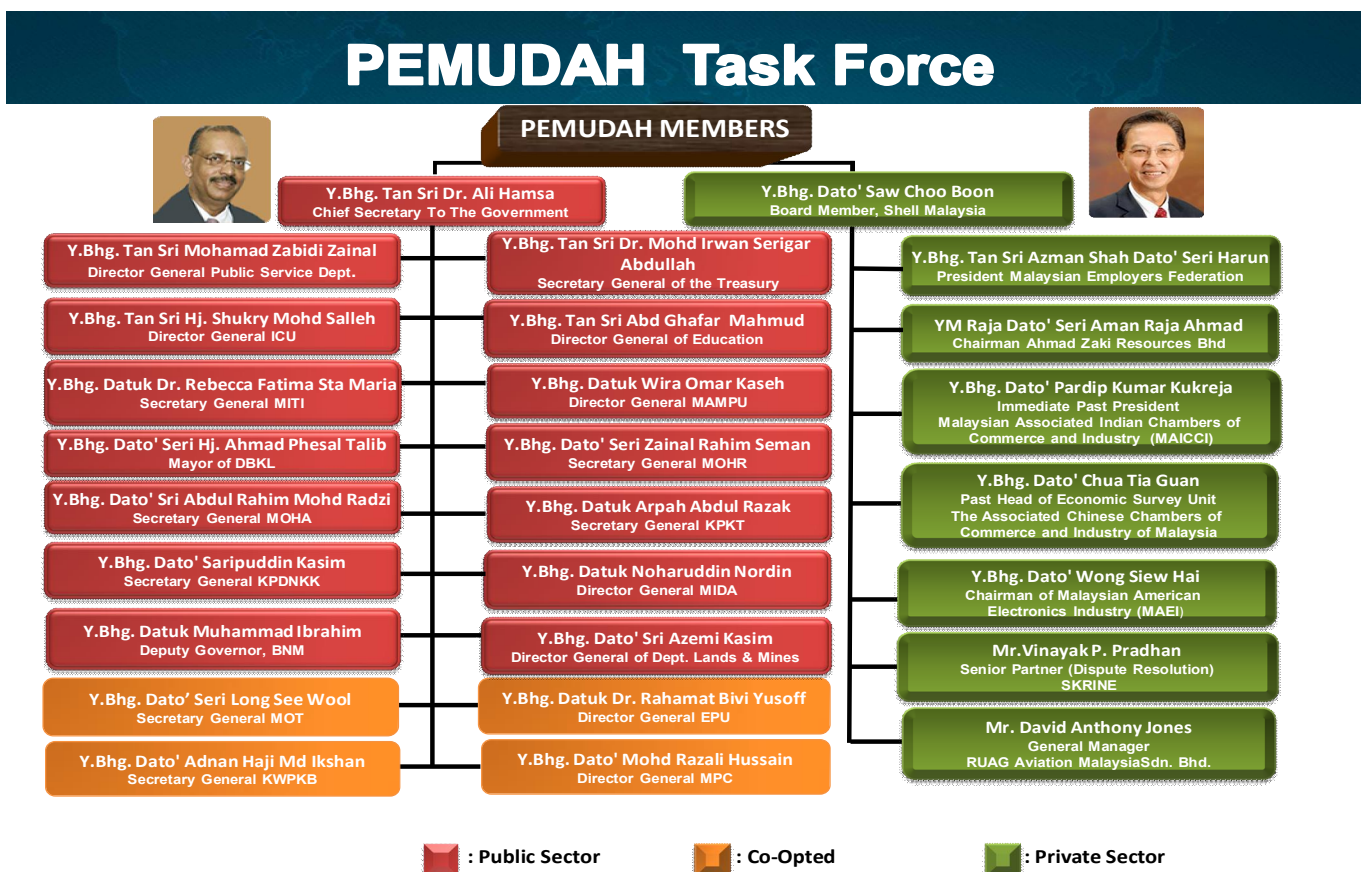 PEMUDAH Task Force
PEMUDAH MEMBERS
Y.Bhg. Tan Sri Dr. Ali Hamsa
Chief Secretary To The Government
Y.Bhg. Dato' Saw Choo Boon
Board Member, Shell Malaysia
Y.Bhg. Tan Sri Mohamad Zabidi Zainal
Director General Public Service Dept.
Y.Bhg. Tan Sri Hj. Shukry Mohd Salleh
Director General ICU
Y.Bhg. Datuk Dr. Rebecca Fatima Sta Maria
Secretary General MITI
Y.Bhg. Dato' Seri Hj. Ahmad Phesal Talib
Mayor of DBKL
Y.Bhg. Dato' Sri Abdul Rahim Mohd Radzi
Secretary General MOHA
Y.Bhg. Dato' Saripuddin Kasim
Secretary General KPDNKK
Y.Bhg. Datuk Muhammad Ibrahim
Deputy Governor, BNM
Y.Bhg. Dato’ Seri Long See Wool
Secretary General MOT
Y.Bhg. Dato' Adnan Haji Md Ikshan
Secretary General KWPKB
Y.Bhg. Tan Sri Dr. Mohd Irwan Serigar
Abdullah
Secretary General of the Treasury
Y.Bhg. Tan Sri Abd Ghafar Mahmud
Director General of Education
Y.Bhg. Datuk Wira Omar Kaseh
Director General MAMPU
Y.Bhg. Dato' Seri Zainal Rahim Seman
Secretary General MOHR
Y.Bhg. Datuk Arpah Abdul Razak
Secretary General KPKT
Y.Bhg. Datuk Noharuddin Nordin
Director General MIDA
Y.Bhg. Dato' Sri Azemi Kasim
Director General of Dept. Lands & Mines
Y.Bhg. Datuk Dr. Rahamat Bivi Yusoff
Director General EPU
Y.Bhg. Dato' Mohd Razali Hussain
Director General MPC
Y.Bhg. Tan Sri Azman Shah Dato' Seri Harun
President Malaysian Employers Federation
YM Raja Dato' Seri Aman Raja Ahmad
Chairman Ahmad Zaki Resources Bhd
Y.Bhg. Dato' Pardip Kumar Kukreja
Immediate Past President
Malaysian Associated Indian Chambers of
Commerce and Industry (MAICCI)
Y.Bhg. Dato' Chua Tia Guan
Past Head of Economic Survey Unit
The Associated Chinese Chambers of
Commerce and Industry of Malaysia
Y.Bhg. Dato' Wong Siew Hai
Chairman of Malaysian American
Electronics Industry (MAEI)
Mr.Vinayak P. Pradhan
Senior Partner (Dispute Resolution)
SKRINE
Mr. David Anthony Jones
General Manager
RUAG Aviation MalaysiaSdn. Bhd.
: Public Sector
: Co-Opted
: Private Sector